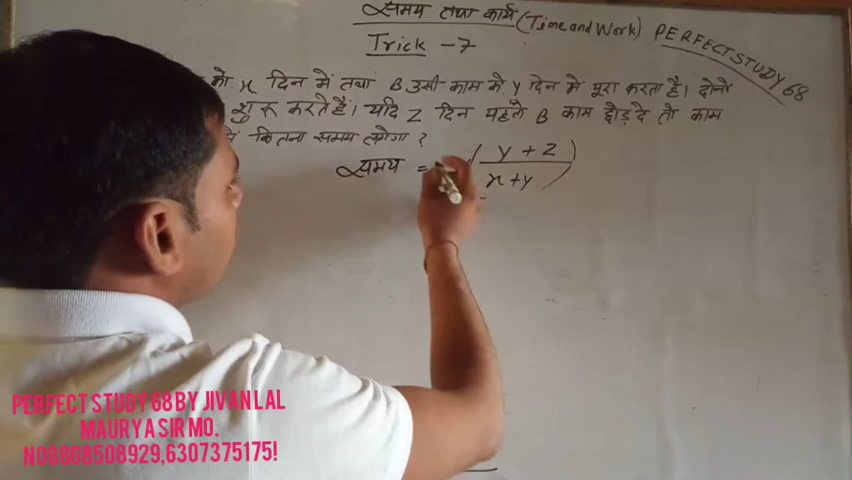 समय तथा कार्य (Time and Work) PERFECT STUDY 68
Trick -7
को x दिन में तथा B उसी काम को y दिन में पूरा करता है। दोनो
शुरू करते हैं। यदि Z दिन पहले B काम छोड़ दे तो काम
में कितना समय लगेगा ?
समय = (y + z
x + y)
PERFECT STUDY 68 BY JIVAN LAL
MAURYA SIR MO.
NO8808508929,6307375175!